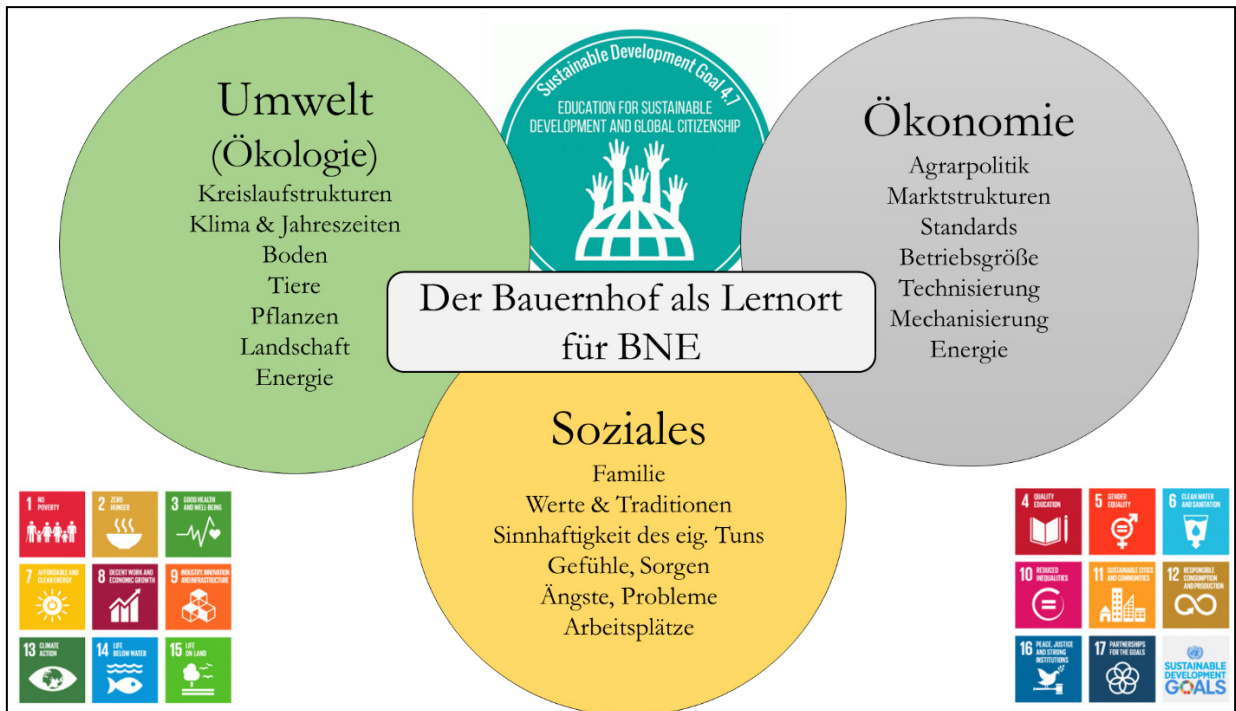 Umwelt
(Ökologie)
Kreislaufstrukturen
Klima & Jahreszeiten
Boden
Tiere
Pflanzen
Landschaft
Energie
Sustainable Development Goal 4.7
EDUCATION FOR SUSTAINABLE
DEVELOPMENT AND GLOBAL CITIZENSHIP
Ökonomie
Agrarpolitik
Marktstrukturen
Standards
Betriebsgröße
Technisierung
Mechanisierung
Energie
Der Bauernhof als Lernort
für BNE
Soziales
Familie
Werte & Traditionen
Sinnhaftigkeit des eig. Tuns
Gefühle, Sorgen
Ängste, Probleme
Arbeitsplätze
1 NO
POVERTY
2 ZERO
HUNGER
3 GOOD HEALTH
AND WELL-BEING
7 AFFORDABLE AND
CLEAN ENERGY
8 DECENT WORK AND
ECONOMIC GROWTH
9 INDUSTRY, INNOVATION
AND INFRASTRUCTURE
13 CLIMATE
ACTION
14 LIFE
BELOW WATER
15 LIFE
ON LAND
4 QUALITY
EDUCATION
5 GENDER
EQUALITY
6 CLEAN WATER
AND SANITATION
10 REDUCED
INEQUALITIES
11 SUSTAINABLE CITIES
AND COMMUNITIES
12 RESPONSIBLE
CONSUMPTION
AND PRODUCTION
16 PEACE, JUSTICE
AND STRONG
INSTITUTIONS
17 PARTNERSHIPS
FOR THE GOALS
SUSTAINABLE
DEVELOPMENT
GOALS